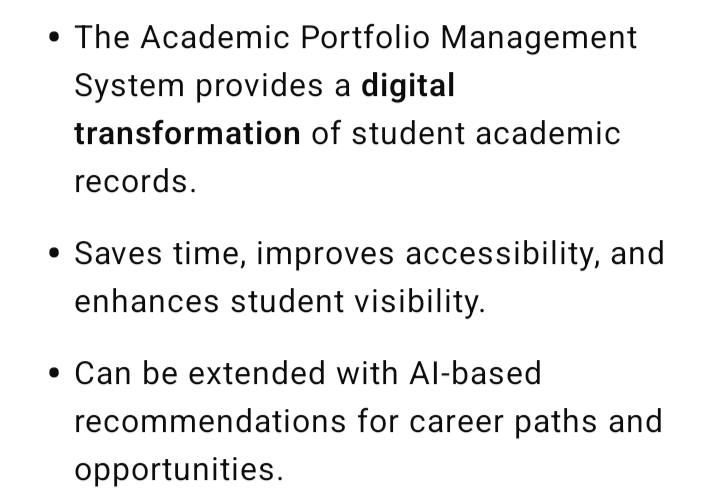 • The Academic Portfolio Management
System provides a digital
transformation of student academic
records.
• Saves time, improves accessibility, and
enhances student visibility.
• Can be extended with AI-based
recommendations for career paths and
opportunities.